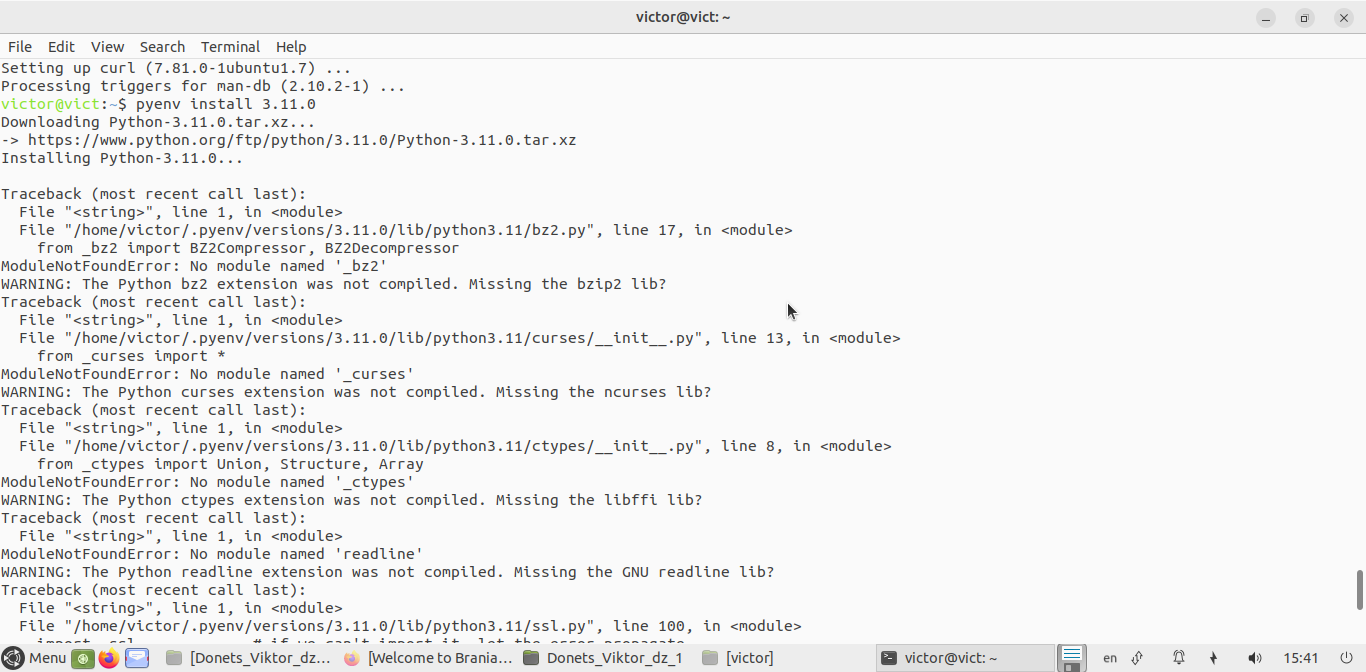 victor@vict: ~
File Edit View Search Terminal Help
Setting up curl (7.81.0-1ubuntu1.7) ...
Processing triggers for man-db (2.10.2-1) ...
victor@vict:~$ pyenv install 3.11.0
Downloading Python-3.11.0.tar.xz...
-> https://www.python.org/ftp/python/3.11.0/Python-3.11.0.tar.xz
Installing Python-3.11.0...
Traceback (most recent call last):
  File "<string>", line 1, in <module>
  File "/home/victor/.pyenv/versions/3.11.0/lib/python3.11/bz2.py", line 17, in <module>
    from _bz2 import BZ2Compressor, BZ2Decompressor
ModuleNotFoundError: No module named '_bz2'
WARNING: The Python bz2 extension was not compiled. Missing the bzip2 lib?
Traceback (most recent call last):
  File "<string>", line 1, in <module>
  File "/home/victor/.pyenv/versions/3.11.0/lib/python3.11/curses/__init__.py", line 13, in <module>
    from _curses import *
ModuleNotFoundError: No module named '_curses'
WARNING: The Python curses extension was not compiled. Missing the ncurses lib?
Traceback (most recent call last):
  File "<string>", line 1, in <module>
  File "/home/victor/.pyenv/versions/3.11.0/lib/python3.11/ctypes/__init__.py", line 8, in <module>
    from _ctypes import Union, Structure, Array
ModuleNotFoundError: No module named '_ctypes'
WARNING: The Python ctypes extension was not compiled. Missing the libffi lib?
Traceback (most recent call last):
  File "<string>", line 1, in <module>
ModuleNotFoundError: No module named 'readline'
WARNING: The Python readline extension was not compiled. Missing the GNU readline lib?
Traceback (most recent call last):
  File "<string>", line 1, in <module>
  File "/home/victor/.pyenv/versions/3.11.0/lib/python3.11/ssl.py", line 100, in <module>
    import _ssl             # if we can't import it, let the error propagate
Menu [Donets_Viktor_dz... [Welcome to Brania... Donets_Viktor_dz_1 [victor] victor@vict: ~ en 15:41